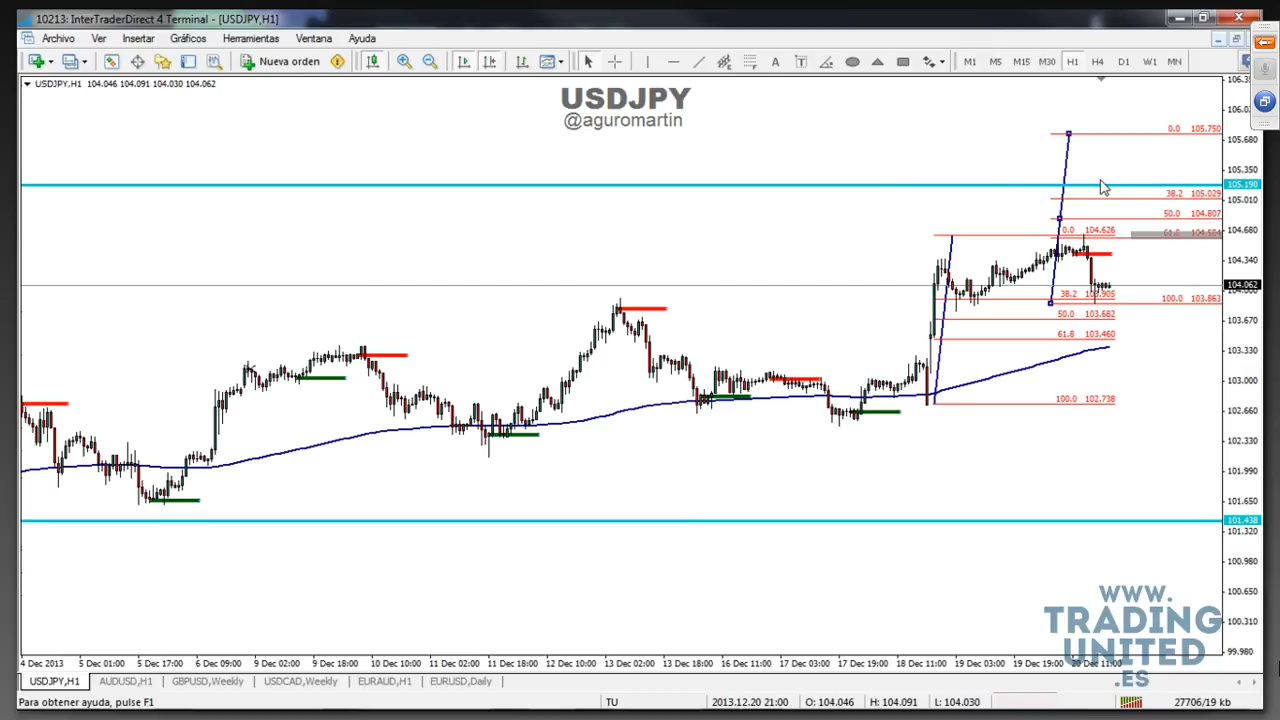 10213: InterTraderDirect 4 Terminal - [USDJPY,H1]
Archivo Ver Insertar Gráficos Herramientas Ventana Ayuda
Nueva orden M1 M5 M15 M30 H1 H4 D1 W1 MN
USDJPY,H1 104.046 104.091 104.030 104.062
USDJPY
@aguromartin
106.02
0.0 105.750
105.680
105.350
105.190
38.2 105.029
105.010
50.0 104.807
0.0 104.626
104.680
104.340
104.062
38.2 103.905
100.0 103.863
50.0 103.682
103.670
61.8 103.460
103.330
103.000
100.0 102.738
102.660
102.330
101.990
101.650
101.438
101.320
100.980
100.650
100.310
99.980
WWW.
TRADING
UNITED
.ES
4 Dec 2013 5 Dec 01:00 5 Dec 17:00 6 Dec 09:00 9 Dec 02:00 9 Dec 18:00 10 Dec 10:00 11 Dec 02:00 11 Dec 18:00 12 Dec 10:00 13 Dec 02:00 13 Dec 18:00 16 Dec 11:00 17 Dec 03:00 17 Dec 19:00 18 Dec 11:00 19 Dec 03:00 19 Dec 19:00 20 Dec 11:00
USDJPY,H1 AUDUSD,H1 GBPUSD,Weekly USDCAD,Weekly EURAUD,H1 EURUSD,Daily
Para obtener ayuda, pulse F1 TU 2013.12.20 21:00 O: 104.046 H: 104.091 L: 104.030 27706/19 kb